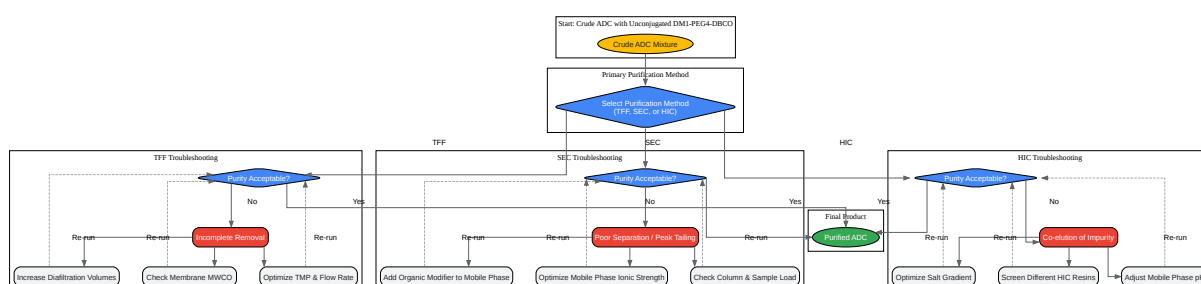 Start: Crude ADC with Unconjugated DM1-PEG4-DBCO
Crude ADC Mixture
Primary Purification Method
Select Purification Method
(TFF, SEC, or HIC)
TFF
SEC
HIC
TFF Troubleshooting
SEC Troubleshooting
HIC Troubleshooting
Purity Acceptable?
Purity Acceptable?
Purity Acceptable?
No
Yes
No
Yes
Yes
No
Final Product
Purified ADC
Re-run
Re-run
Incomplete Removal
Re-run
Re-run
Poor Separation / Peak Tailing
Re-run
Re-run
Re-run
Co-elution of Impurity
Re-run
Increase Diafiltration Volumes
Check Membrane MWCO
Optimize TMP & Flow Rate
Add Organic Modifier to Mobile Phase
Optimize Mobile Phase Ionic Strength
Check Column & Sample Load
Optimize Salt Gradient
Screen Different HIC Resins
Adjust Mobile Phase pH